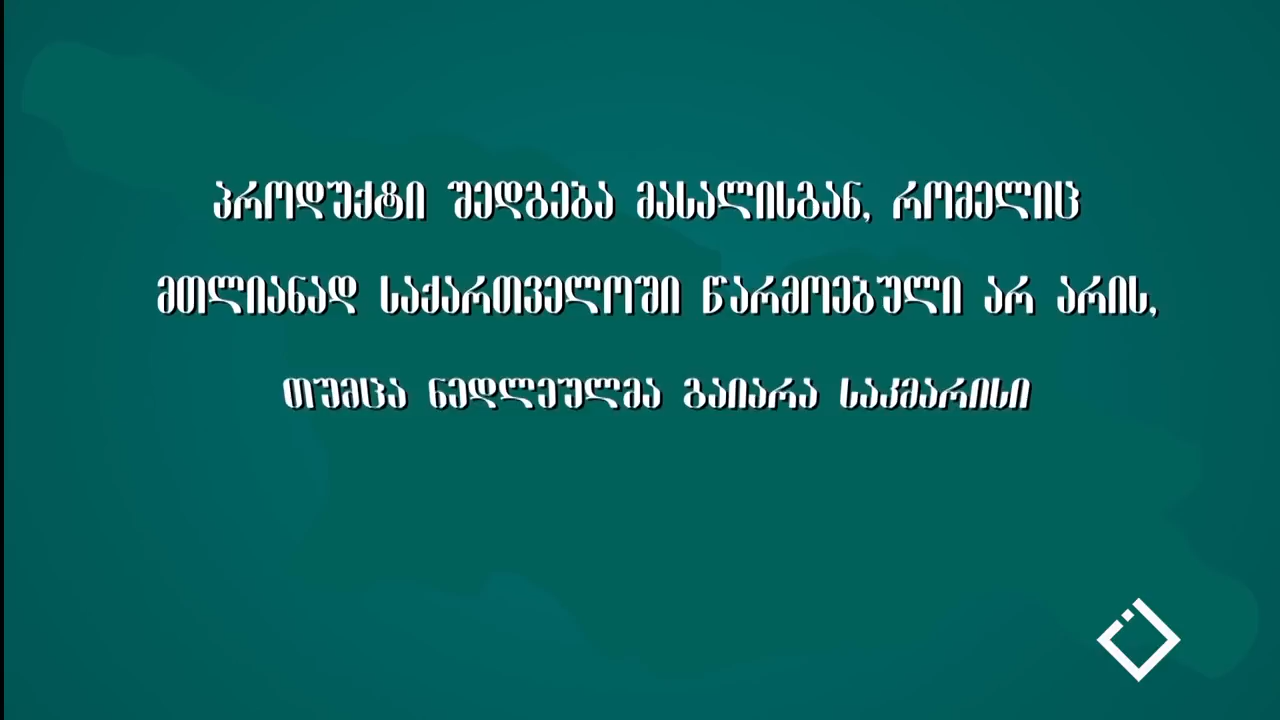 პროდუქტი შედგება მასალისგან, რომელიც
მთლიანად საქართველოში წარმოებული არ არის,
თუმცა ნედლეულმა გაიარა საკმარისი